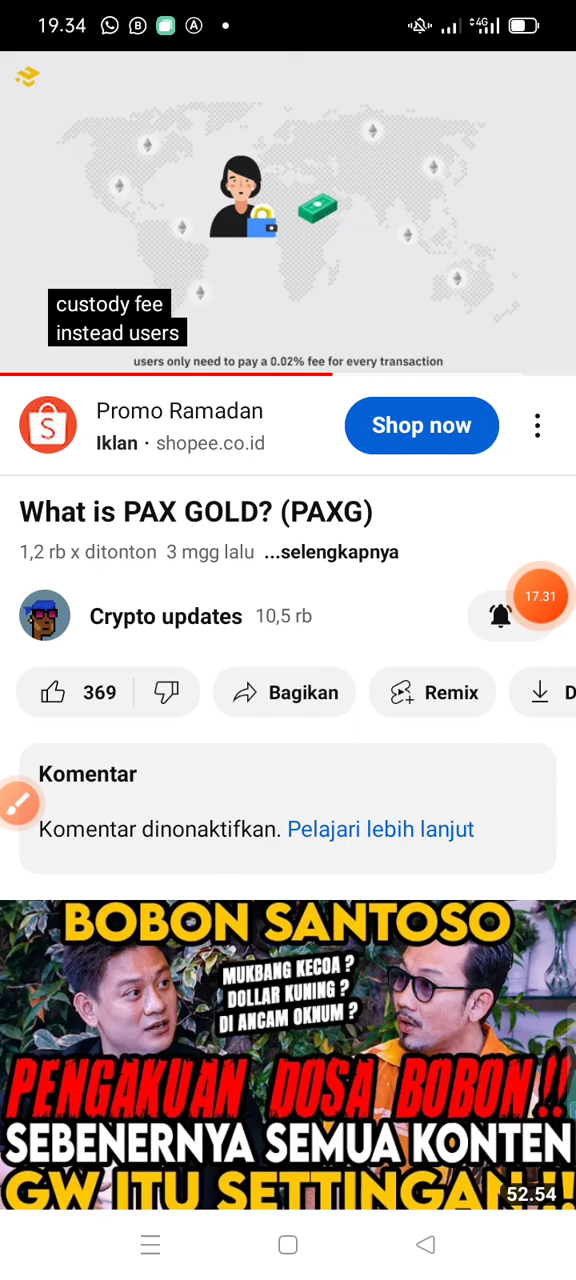 19.34
4G
custody fee
instead users
users only need to pay a 0.02% fee for every transaction
Promo Ramadan
Iklan · shopee.co.id
Shop now
What is PAX GOLD? (PAXG)
1,2 rb x ditonton 3 mgg lalu ...selengkapnya
Crypto updates 10,5 rb
17.31
369
Bagikan
Remix
D
Komentar
Komentar dinonaktifkan. Pelajari lebih lanjut
BOBON SANTOSO
MUKBANG KECOA ?
DOLLAR KUNING ?
DI ANCAM OKNUM ?
PENGAKUAN DOSA BOBON!!
SEBENERNYA SEMUA KONTEN
GW ITU SETTINGAN!!
52.54